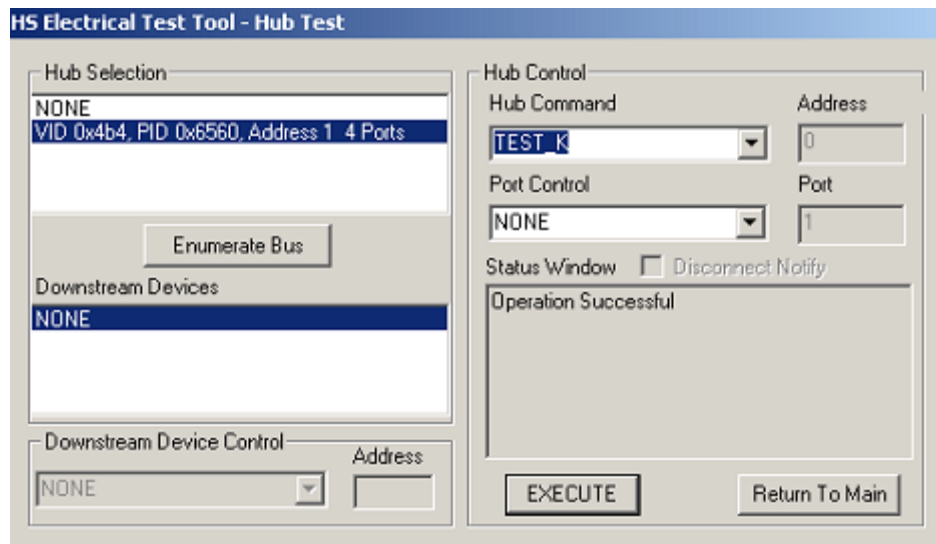 HS Electrical Test Tool - Hub Test
Hub Selection
NONE
VID 0x4b4, PID 0x6560, Address 1 4 Ports
Enumerate Bus
Downstream Devices
NONE
Downstream Device Control
Address
NONE
Hub Control
Hub Command
Address
TEST_K
0
Port Control
Port
NONE
1
Status Window
Disconnect Notify
Operation Successful
EXECUTE
Return To Main